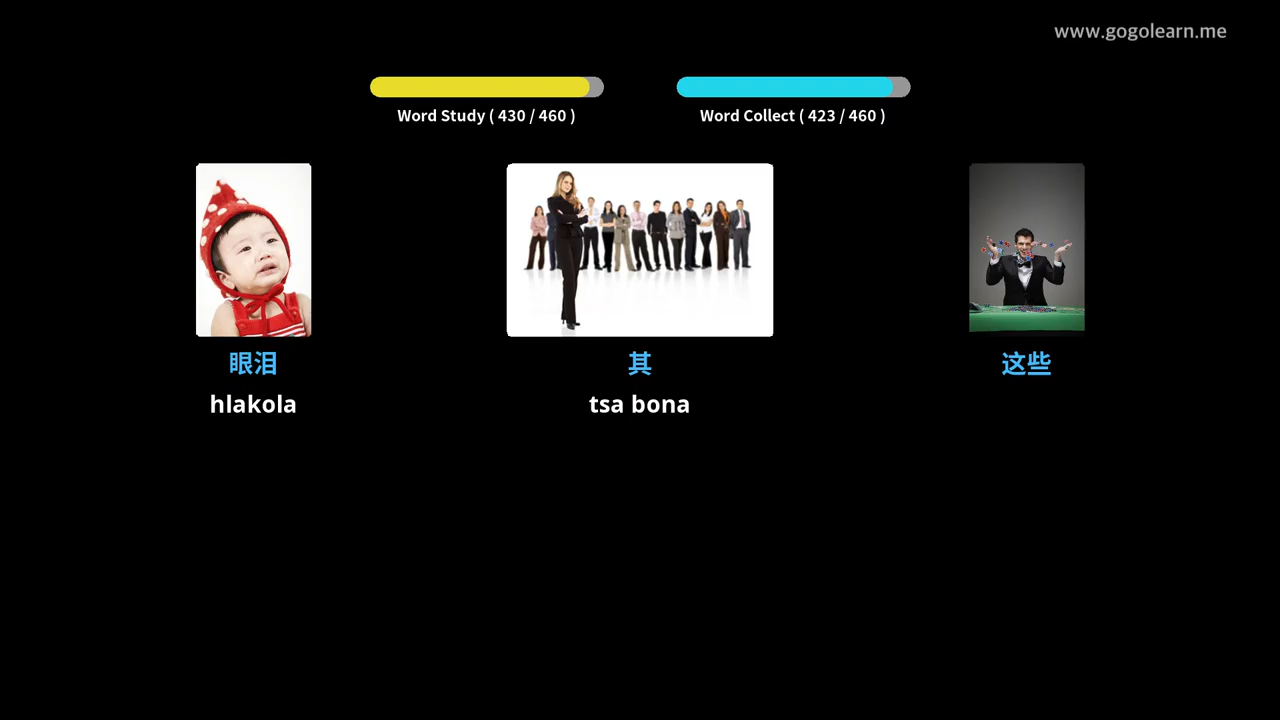 www.gogolearn.me
Word Study ( 430 / 460 )
Word Collect ( 423 / 460 )
眼泪
其
这些
hlakola
tsa bona